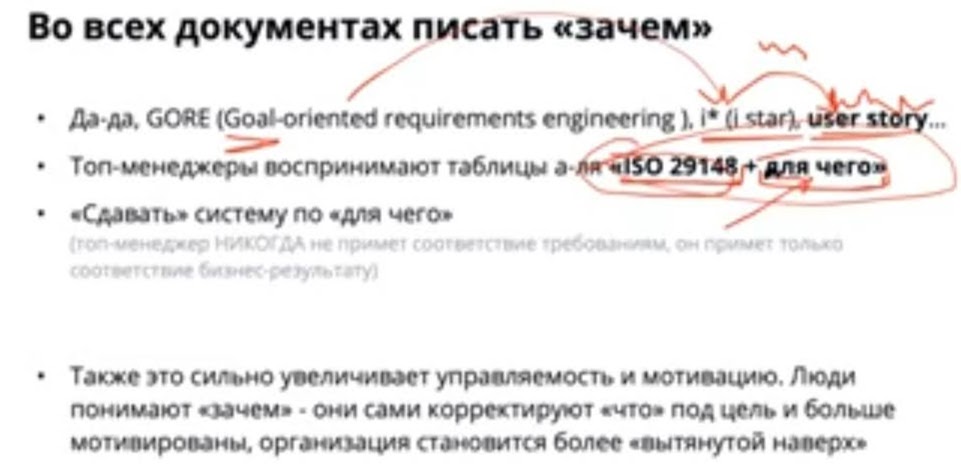 Во всех документах писать «зачем»
• Да-да, GORE (Goal-oriented requirements engineering ), i* (i star), user story...
• Топ-менеджеры воспринимают таблицы а-ля «ISO 29148 + для чего»
• «Сдавать» систему по «для чего»
(топ-менеджер НИКОГДА не примет соответствие требованиям, он примет только
соответствие бизнес-результату)
• Также это сильно увеличивает управляемость и мотивацию. Люди
понимают «зачем» - они сами корректируют «что» под цель и больше
мотивированы, организация становится более «вытянутой наверх»